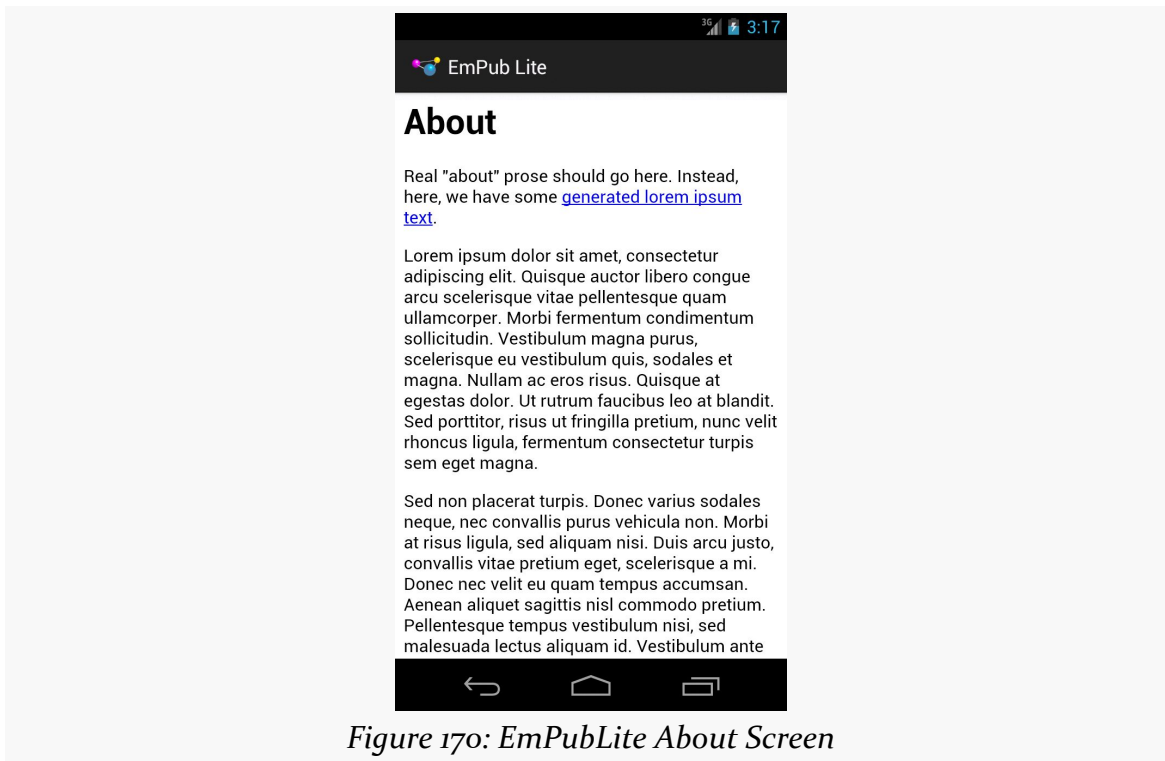 3G 3:17
EmPub Lite
About
Real "about" prose should go here. Instead,
here, we have some generated lorem ipsum
text.
Lorem ipsum dolor sit amet, consectetur
adipiscing elit. Quisque auctor libero congue
arcu scelerisque vitae pellentesque quam
ullamcorper. Morbi fermentum condimentum
sollicitudin. Vestibulum magna purus,
scelerisque eu vestibulum quis, sodales et
magna. Nullam ac eros risus. Quisque at
egestas dolor. Ut rutrum faucibus leo at blandit.
Sed porttitor, risus ut fringilla pretium, nunc velit
rhoncus ligula, fermentum consectetur turpis
sem eget magna.
Sed non placerat turpis. Donec varius sodales
neque, nec convallis purus vehicula non. Morbi
at risus ligula, sed aliquam nisi. Duis arcu justo,
convallis vitae pretium eget, scelerisque a mi.
Donec nec velit eu quam tempus accumsan.
Aenean aliquet sagittis nisl commodo pretium.
Pellentesque tempus vestibulum nisi, sed
malesuada lectus aliquam id. Vestibulum ante
Figure 170: EmPubLite About Screen